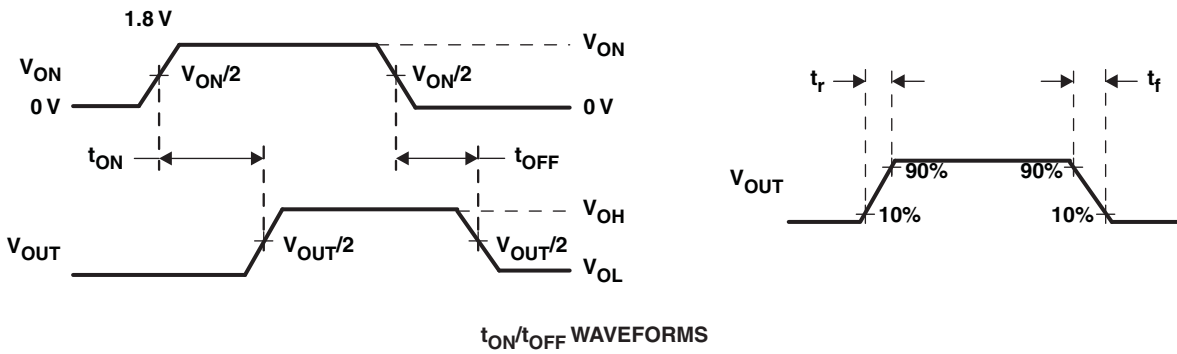 1.8 V
V_ON
V_ON
V_ON/2
V_ON/2
0 V
0 V
t_ON
t_OFF
V_OH
V_OUT
V_OUT/2
V_OUT/2
V_OL
t_r
t_f
V_OUT
90%
90%
10%
10%
t_ON/t_OFF WAVEFORMS